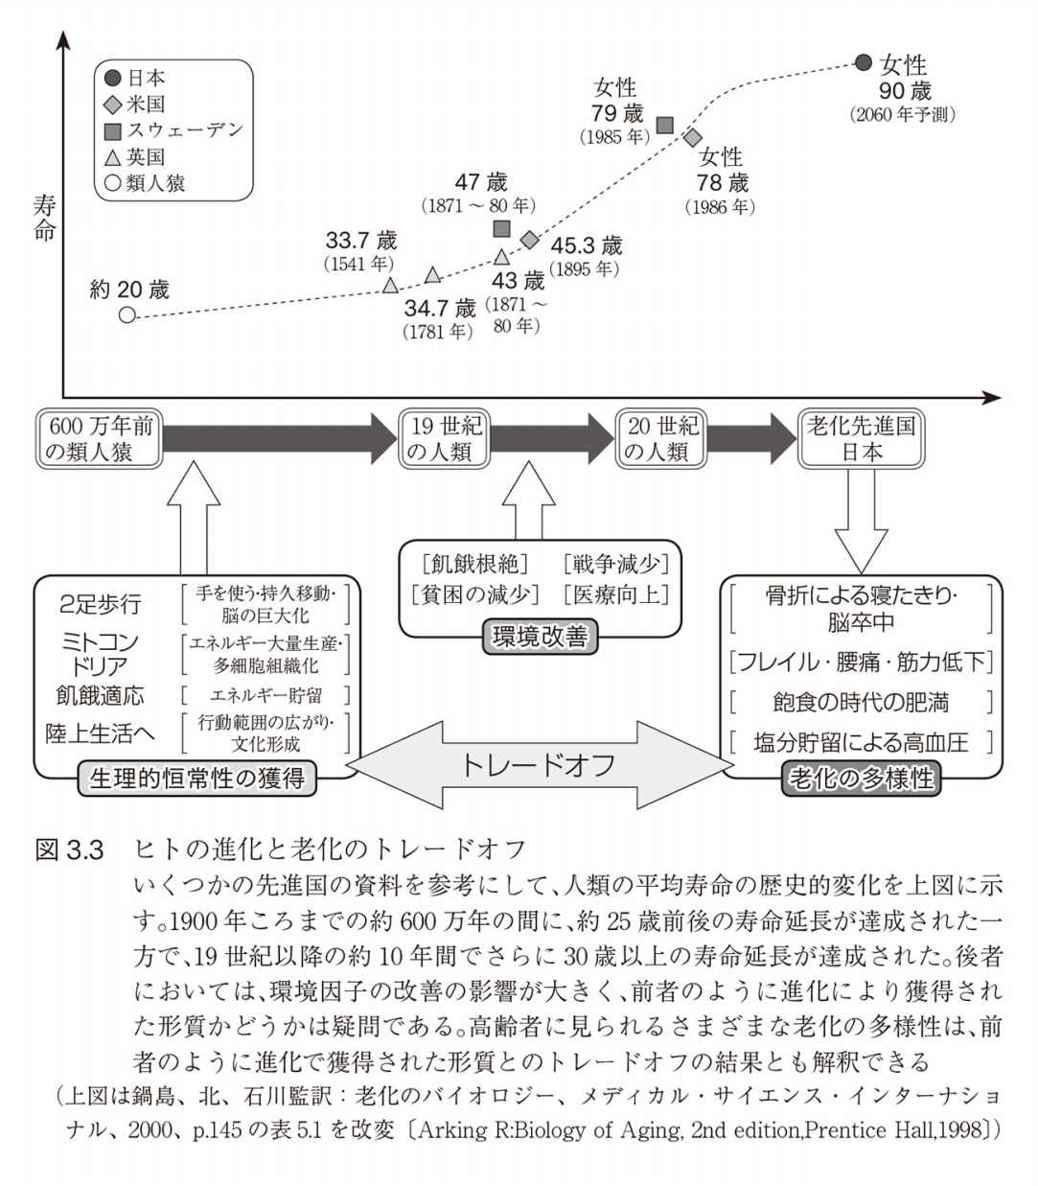 日本
米国
スウェーデン
英国
類人猿
寿命
約 20 歳
33.7 歳
(1541 年)
34.7 歳
(1781 年)
47 歳
(1871 ～ 80 年)
43 歳
(1871 ～
80 年)
45.3 歳
(1895 年)
女性
79 歳
(1985 年)
女性
78 歳
(1986 年)
女性
90 歳
(2060 年予測)
600 万年前
の類人猿
19 世紀
の人類
20 世紀
の人類
老化先進国
日本
2足歩行
[手を使う･持久移動･
脳の巨大化]
ミトコン
ドリア
[エネルギー大量生産･
多細胞組織化]
飢餓適応
[エネルギー貯留]
陸上生活へ
[行動範囲の広がり･
文化形成]
生理的恒常性の獲得
[飢餓根絶] [戦争減少]
[貧困の減少] [医療向上]
環境改善
[骨折による寝たきり･
脳卒中]
[フレイル・腰痛・筋力低下]
[飽食の時代の肥満]
[塩分貯留による高血圧]
老化の多様性
トレードオフ
図 3.3 ヒトの進化と老化のトレードオフ
いくつかの先進国の資料を参考にして､人類の平均寿命の歴史的変化を上図に示
す｡1900 年ころまでの約 600 万年の間に､約 25 歳前後の寿命延長が達成された一
方で､19 世紀以降の約 10 年間でさらに 30 歳以上の寿命延長が達成された｡後者
においては､環境因子の改善の影響が大きく､前者のように進化により獲得され
た形質かどうかは疑問である｡高齢者に見られるさまざまな老化の多様性は､前
者のように進化で獲得された形質とのトレードオフの結果とも解釈できる
(上図は鍋島、北、石川監訳：老化のバイオロジー、メディカル・サイエンス・インターナショ
ナル、2000、p.145 の表 5.1 を改変〔Arking R:Biology of Aging, 2nd edition,Prentice Hall,1998〕)